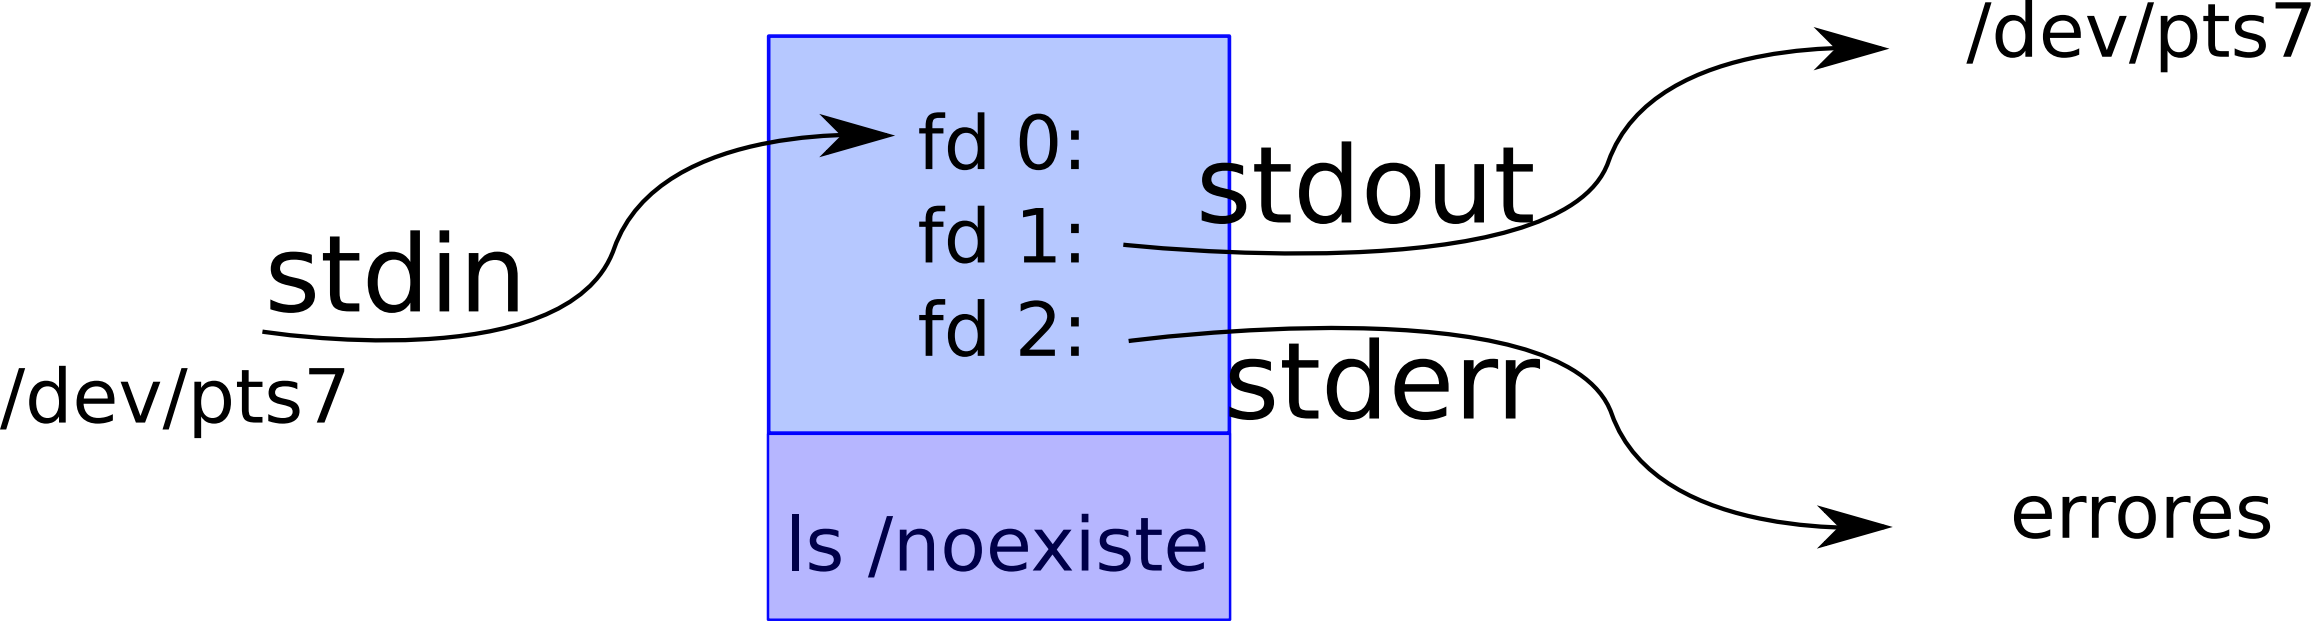 /dev/pts7
fd 0:
stdout
fd 1:
stdin
fd 2:
stderr
/dev/pts7
errores
ls /noexiste